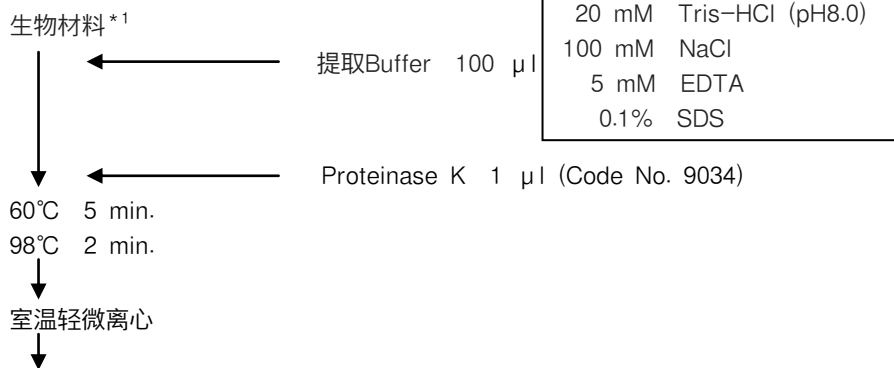 生物材料*1
提取Buffer 100 μl
20 mM Tris-HCl (pH8.0)
100 mM NaCl
5 mM EDTA
0.1% SDS
Proteinase K 1 μl (Code No. 9034)
60℃ 5 min.
98℃ 2 min.
室温轻微离心